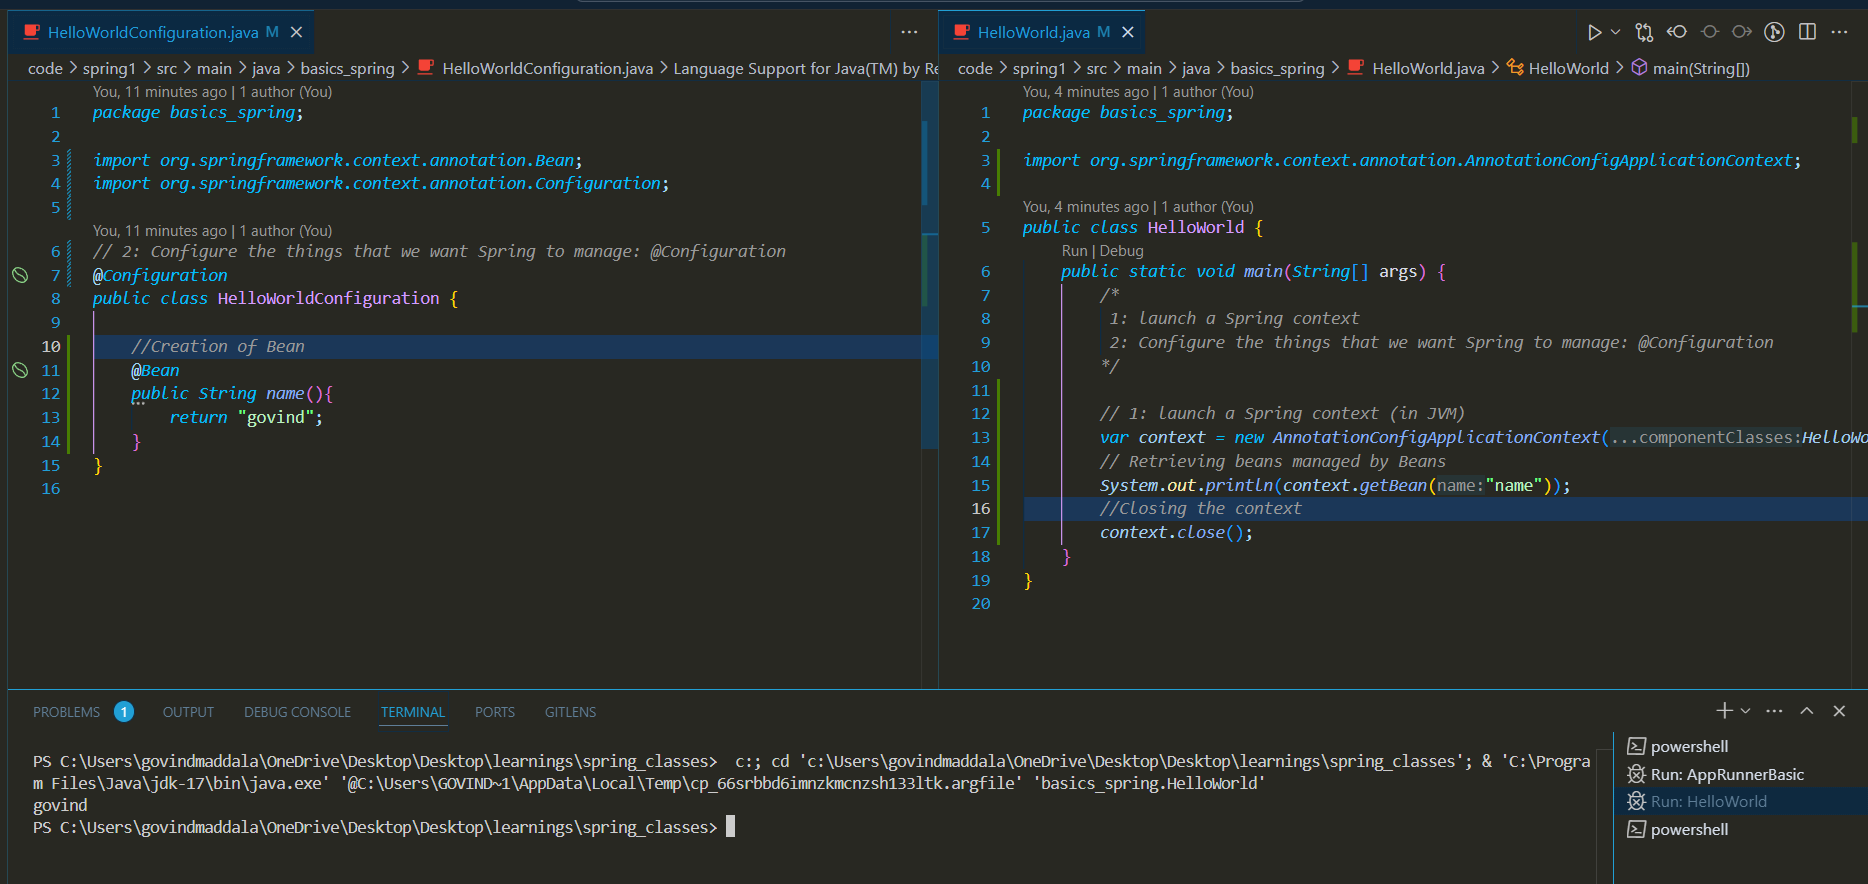 HelloWorldConfiguration.java M
code > spring1 > src > main > java > basics_spring > HelloWorldConfiguration.java > Language Support for Java(TM) by Re
You, 11 minutes ago | 1 author (You)
1 package basics_spring;
2
3 import org.springframework.context.annotation.Bean;
4 import org.springframework.context.annotation.Configuration;
5
You, 11 minutes ago | 1 author (You)
6 // 2: Configure the things that we want Spring to manage: @Configuration
7 @Configuration
8 public class HelloWorldConfiguration {
9
10 //Creation of Bean
11 @Bean
12 public String name(){
13 return "govind";
14 }
15 }
16
HelloWorld.java M
code > spring1 > src > main > java > basics_spring > HelloWorld.java > HelloWorld > main(String[])
You, 4 minutes ago | 1 author (You)
1 package basics_spring;
2
3 import org.springframework.context.annotation.AnnotationConfigApplicationContext;
4
You, 4 minutes ago | 1 author (You)
5 public class HelloWorld {
Run | Debug
6 public static void main(String[] args) {
7 /*
8 1: launch a Spring context
9 2: Configure the things that we want Spring to manage: @Configuration
10 */
11
12 // 1: launch a Spring context (in JVM)
13 var context = new AnnotationConfigApplicationContext(...componentClasses:HelloWo
14 // Retrieving beans managed by Beans
15 System.out.println(context.getBean(name:"name"));
16 //Closing the context
17 context.close();
18 }
19 }
20
PROBLEMS 1 OUTPUT DEBUG CONSOLE TERMINAL PORTS GITLENS
PS C:\Users\govindmaddala\OneDrive\Desktop\Desktop\learnings\spring_classes> c:; cd 'c:\Users\govindmaddala\OneDrive\Desktop\Desktop\learnings\spring_classes'; & 'C:\Progra
m Files\Java\jdk-17\bin\java.exe' '@C:\Users\GOVIND~1\AppData\Local\Temp\cp_66srbbd6imnzkmcnzsh133ltk.argfile' 'basics_spring.HelloWorld'
govind
PS C:\Users\govindmaddala\OneDrive\Desktop\Desktop\learnings\spring_classes>
powershell
Run: AppRunnerBasic
Run: HelloWorld
powershell